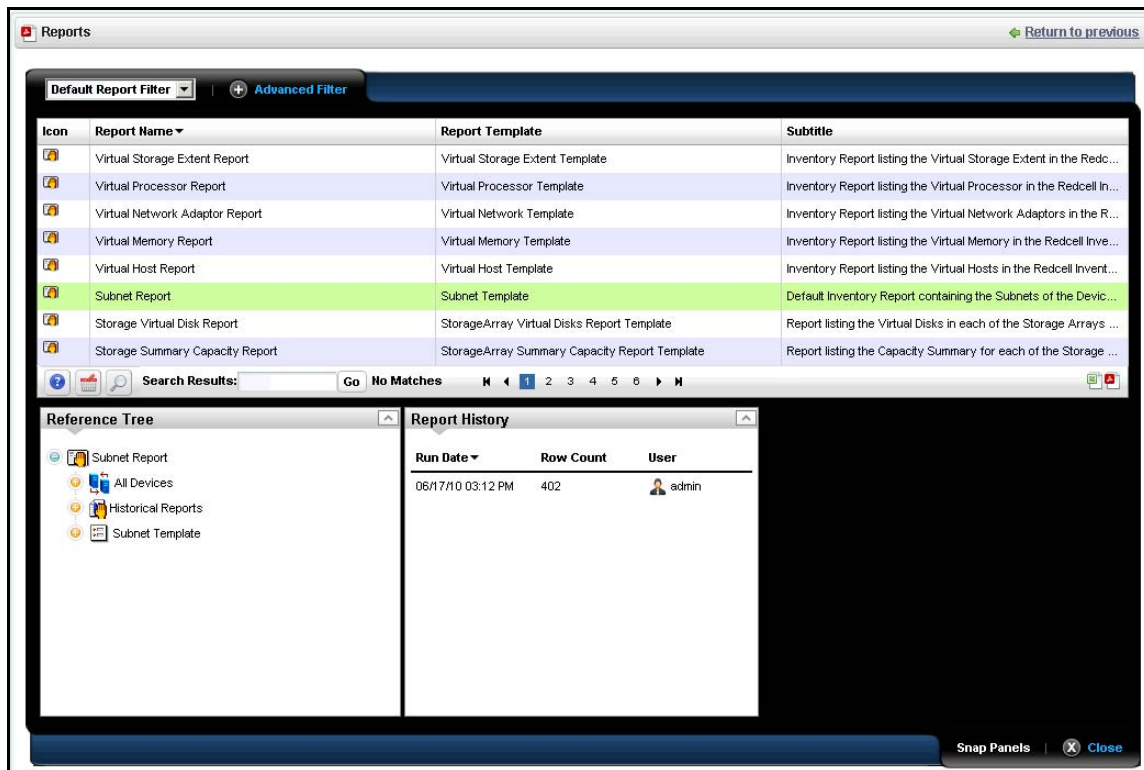 Reports
Return to previous
Default Report Filter | Advanced Filter
Icon Report Name Report Template Subtitle
Virtual Storage Extent Report Virtual Storage Extent Template Inventory Report listing the Virtual Storage Extent in the Redc...
Virtual Processor Report Virtual Processor Template Inventory Report listing the Virtual Processor in the Redcell In...
Virtual Network Adaptor Report Virtual Network Template Inventory Report listing the Virtual Network Adaptors in the R...
Virtual Memory Report Virtual Memory Template Inventory Report listing the Virtual Memory in the Redcell Inve...
Virtual Host Report Virtual Host Template Inventory Report listing the Virtual Hosts in the Redcell Invent...
Subnet Report Subnet Template Default Inventory Report containing the Subnets of the Devic...
Storage Virtual Disk Report StorageArray Virtual Disks Report Template Report listing the Virtual Disks in each of the Storage Arrays ...
Storage Summary Capacity Report StorageArray Summary Capacity Report Template Report listing the Capacity Summary for each of the Storage ...
Search Results: Go No Matches 1 2 3 4 5 6
Reference Tree
Subnet Report
All Devices
Historical Reports
Subnet Template
Report History
Run Date Row Count User
06/17/10 03:12 PM 402 admin
Snap Panels | Close